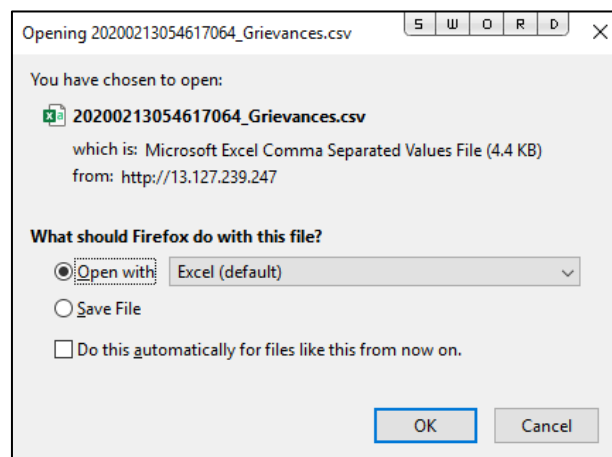 Opening 20200213054617064_Grievances.csv
S W O R D
You have chosen to open:
20200213054617064_Grievances.csv
which is: Microsoft Excel Comma Separated Values File (4.4 KB)
from: http://13.127.239.247
What should Firefox do with this file?
Open with Excel (default)
Save File
Do this automatically for files like this from now on.
OK Cancel